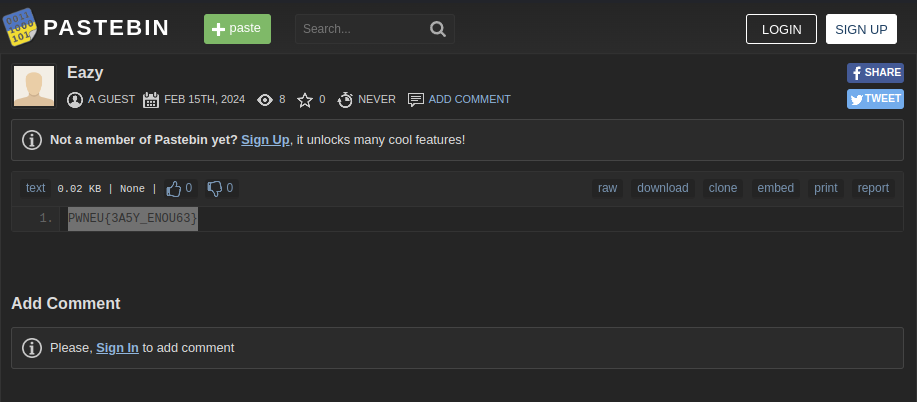 PASTEBIN
paste
Search...
LOGIN
SIGN UP
Eazy
A GUEST
FEB 15TH, 2024
8
0
NEVER
ADD COMMENT
SHARE
TWEET
Not a member of Pastebin yet? Sign Up, it unlocks many cool features!
text 0.02 KB | None | 0 0
raw download clone embed print report
1. PWNEU{3A5Y_ENOU63}
Add Comment
Please, Sign In to add comment